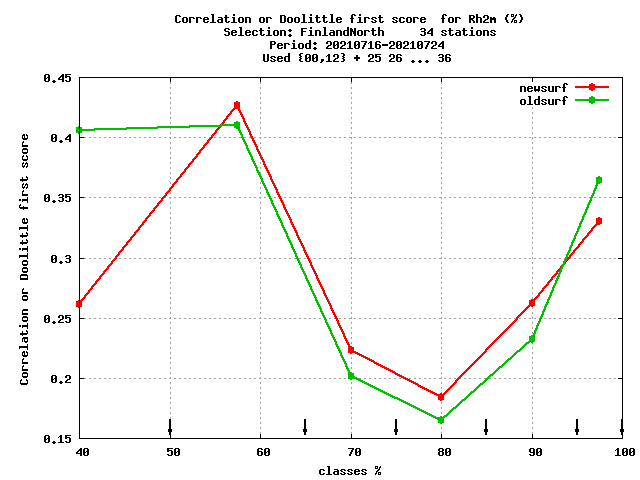 Correlation or Doolittle first score  for Rh2m (%)
Selection: FinlandNorth     34 stations
Period: 20210716-20210724
Used {00,12} + 25 26 ... 36
newsurf
oldsurf
Correlation or Doolittle first score
0.45
0.4
0.35
0.3
0.25
0.2
0.15
40 50 60 70 80 90 100
classes %